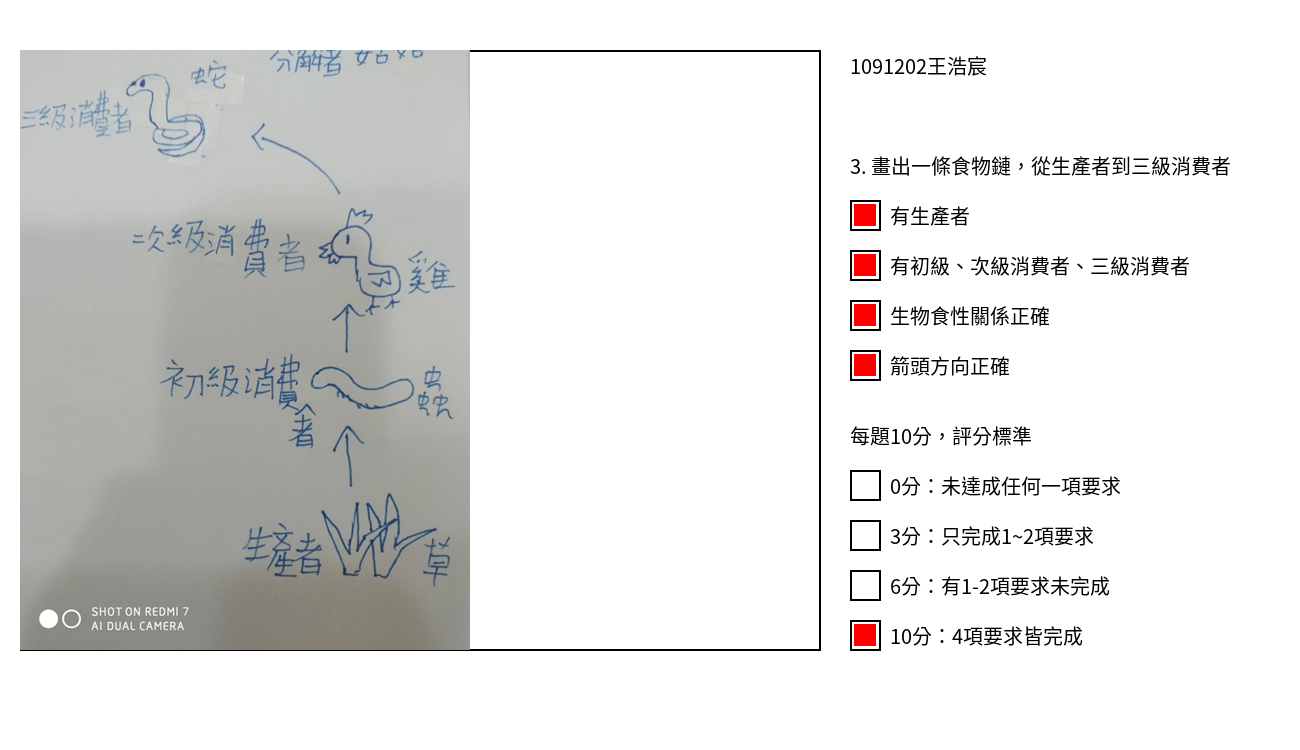 分解者 菇菇
蛇
三級消費者
二次級消費者
雞
初級消費者
蟲
生產者
草
SHOT ON REDMI 7
AI DUAL CAMERA
1091202王浩宸
3. 畫出一條食物鏈，從生產者到三級消費者
有生產者
有初級、次級消費者、三級消費者
生物食性關係正確
箭頭方向正確
每題10分，評分標準
0分：未達成任何一項要求
3分：只完成1~2項要求
6分：有1-2項要求未完成
10分：4項要求皆完成